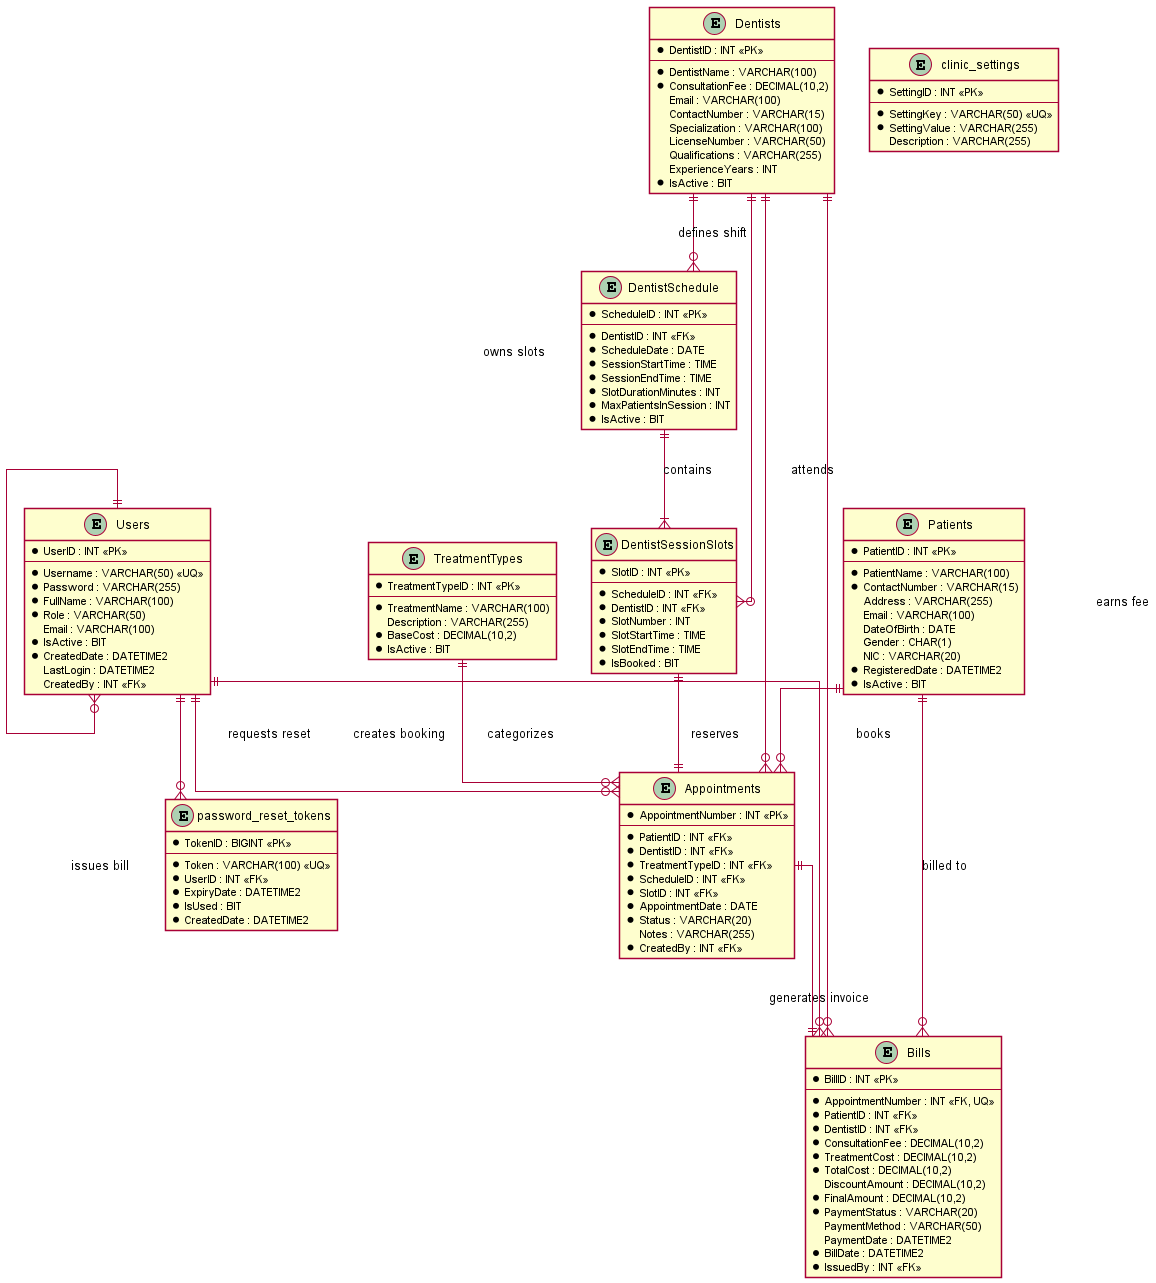 E Dentists
DentistID : INT «PK»
DentistName : VARCHAR(100)
ConsultationFee : DECIMAL(10,2)
Email : VARCHAR(100)
ContactNumber : VARCHAR(15)
Specialization : VARCHAR(100)
LicenseNumber : VARCHAR(50)
Qualifications : VARCHAR(255)
ExperienceYears : INT
IsActive : BIT
E clinic_settings
SettingID : INT «PK»
SettingKey : VARCHAR(50) «UQ»
SettingValue : VARCHAR(255)
Description : VARCHAR(255)
defines shift
E DentistSchedule
ScheduleID : INT «PK»
DentistID : INT «FK»
ScheduleDate : DATE
SessionStartTime : TIME
SessionEndTime : TIME
SlotDurationMinutes : INT
MaxPatientsInSession : INT
IsActive : BIT
owns slots
contains
attends
E Users
UserID : INT «PK»
Username : VARCHAR(50) «UQ»
Password : VARCHAR(255)
FullName : VARCHAR(100)
Role : VARCHAR(50)
Email : VARCHAR(100)
IsActive : BIT
CreatedDate : DATETIME2
LastLogin : DATETIME2
CreatedBy : INT «FK»
E TreatmentTypes
TreatmentTypeID : INT «PK»
TreatmentName : VARCHAR(100)
Description : VARCHAR(255)
BaseCost : DECIMAL(10,2)
IsActive : BIT
E DentistSessionSlots
SlotID : INT «PK»
ScheduleID : INT «FK»
DentistID : INT «FK»
SlotNumber : INT
SlotStartTime : TIME
SlotEndTime : TIME
IsBooked : BIT
E Patients
PatientID : INT «PK»
PatientName : VARCHAR(100)
ContactNumber : VARCHAR(15)
Address : VARCHAR(255)
Email : VARCHAR(100)
DateOfBirth : DATE
Gender : CHAR(1)
NIC : VARCHAR(20)
RegisteredDate : DATETIME2
IsActive : BIT
earns fee
requests reset
creates booking
categorizes
reserves
books
E password_reset_tokens
TokenID : BIGINT «PK»
Token : VARCHAR(100) «UQ»
UserID : INT «FK»
ExpiryDate : DATETIME2
IsUsed : BIT
CreatedDate : DATETIME2
issues bill
E Appointments
AppointmentNumber : INT «PK»
PatientID : INT «FK»
DentistID : INT «FK»
TreatmentTypeID : INT «FK»
ScheduleID : INT «FK»
SlotID : INT «FK»
AppointmentDate : DATE
Status : VARCHAR(20)
Notes : VARCHAR(255)
CreatedBy : INT «FK»
billed to
generates invoice
E Bills
BillID : INT «PK»
AppointmentNumber : INT «FK, UQ»
PatientID : INT «FK»
DentistID : INT «FK»
ConsultationFee : DECIMAL(10,2)
TreatmentCost : DECIMAL(10,2)
TotalCost : DECIMAL(10,2)
DiscountAmount : DECIMAL(10,2)
FinalAmount : DECIMAL(10,2)
PaymentStatus : VARCHAR(20)
PaymentMethod : VARCHAR(50)
PaymentDate : DATETIME2
BillDate : DATETIME2
IssuedBy : INT «FK»